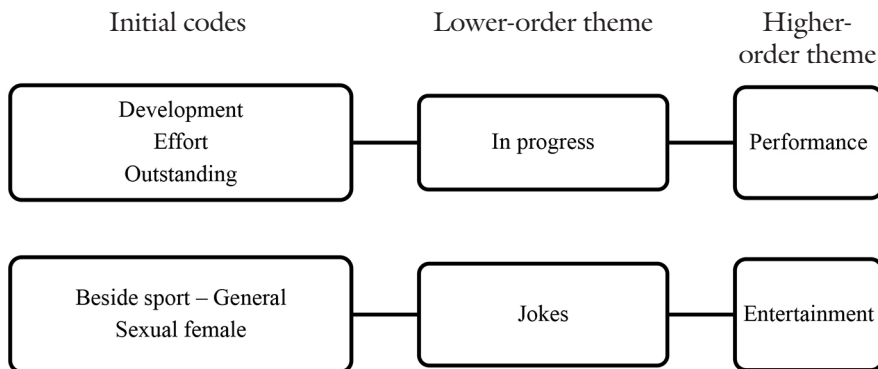 Initial codes
Lower-order theme
Higher-
order theme
Development
Effort
Outstanding
In progress
Performance
Beside sport – General
Sexual female
Jokes
Entertainment